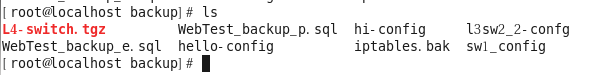 [root@localhost backup]# ls
L4-switch.tgz WebTest_backup_p.sql hi-config l3sw2_2-confg
WebTest_backup_e.sql hello-config iptables.bak sw1_config
[root@localhost backup]#